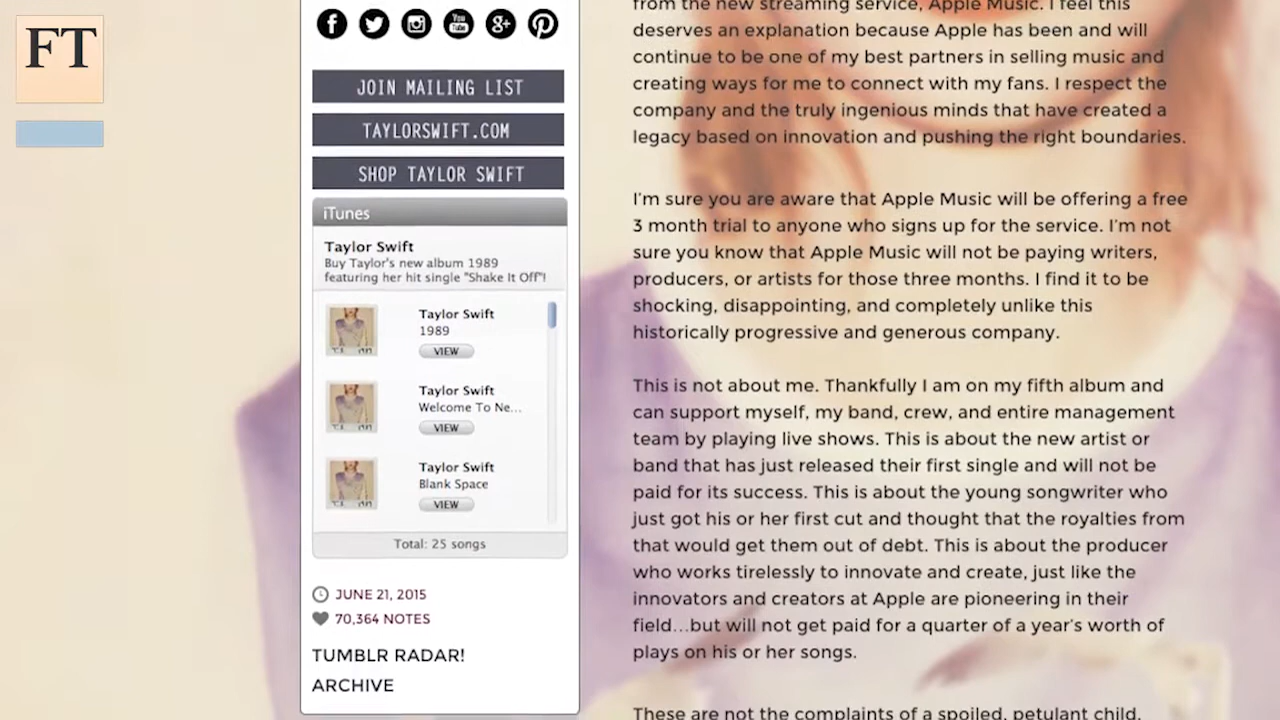 FT
You
Tube
g+
JOIN MAILING LIST
TAYLORSWIFT.COM
SHOP TAYLOR SWIFT
iTunes
Taylor Swift
Buy Taylor's new album 1989
featuring her hit single "Shake It Off"!
Taylor Swift
1989
VIEW
Taylor Swift
Welcome To Ne...
VIEW
Taylor Swift
Blank Space
VIEW
Total: 25 songs
JUNE 21, 2015
70,364 NOTES
TUMBLR RADAR!
ARCHIVE
from the new streaming service, Apple Music. I feel this
deserves an explanation because Apple has been and will
continue to be one of my best partners in selling music and
creating ways for me to connect with my fans. I respect the
company and the truly ingenious minds that have created a
legacy based on innovation and pushing the right boundaries.
I'm sure you are aware that Apple Music will be offering a free
3 month trial to anyone who signs up for the service. I'm not
sure you know that Apple Music will not be paying writers,
producers, or artists for those three months. I find it to be
shocking, disappointing, and completely unlike this
historically progressive and generous company.
This is not about me. Thankfully I am on my fifth album and
can support myself, my band, crew, and entire management
team by playing live shows. This is about the new artist or
band that has just released their first single and will not be
paid for its success. This is about the young songwriter who
just got his or her first cut and thought that the royalties from
that would get them out of debt. This is about the producer
who works tirelessly to innovate and create, just like the
innovators and creators at Apple are pioneering in their
field...but will not get paid for a quarter of a year's worth of
plays on his or her songs.
These are not the complaints of a spoiled, petulant child.